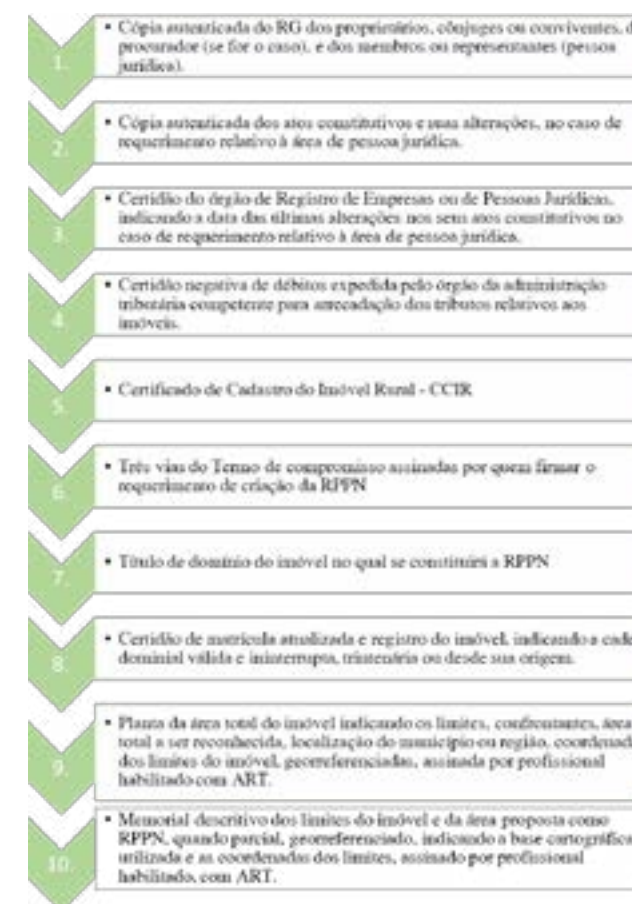 1.
• Cópia autenticada do RG dos proprietários, cônjuges ou conviventes, d
procurador (se for o caso), e dos membros ou representantes (pessoa
jurídica).
2.
• Cópia autenticada dos atos constitutivos e suas alterações, no caso de
requerimento relativo à área de pessoa jurídica.
3.
• Certidão do órgão de Registro de Empresas ou de Pessoas Jurídicas,
indicando a data das últimas alterações nos seus atos constitutivos no
caso de requerimento relativo à área de pessoa jurídica.
4.
• Certidão negativa de débitos expedida pelo órgão da administração
tributária competente para arrecadação dos tributos relativos aos
imóveis.
5.
• Certificado de Cadastro do Imóvel Rural - CCIR
6.
• Três vias do Termo de compromisso assinadas por quem firmar o
requerimento de criação da RPPN
7.
• Título de domínio do imóvel no qual se constituirá a RPPN
8.
• Certidão de matrícula atualizada e registro do imóvel, indicando a cade
dominial válida e ininterrupta, trintenária ou desde sua origem.
9.
• Planta da área total do imóvel indicando os limites, confrontantes, área
total a ser reconhecida, localização do município ou região, coordenada
dos limites do imóvel, georreferenciadas, assinada por profissional
habilitado com ART.
10.
• Memorial descritivo dos limites do imóvel e da área proposta como
RPPN, quando parcial, georreferenciado, indicando a base cartográfica
utilizada e as coordenadas dos limites, assinado por profissional
habilitado, com ART.